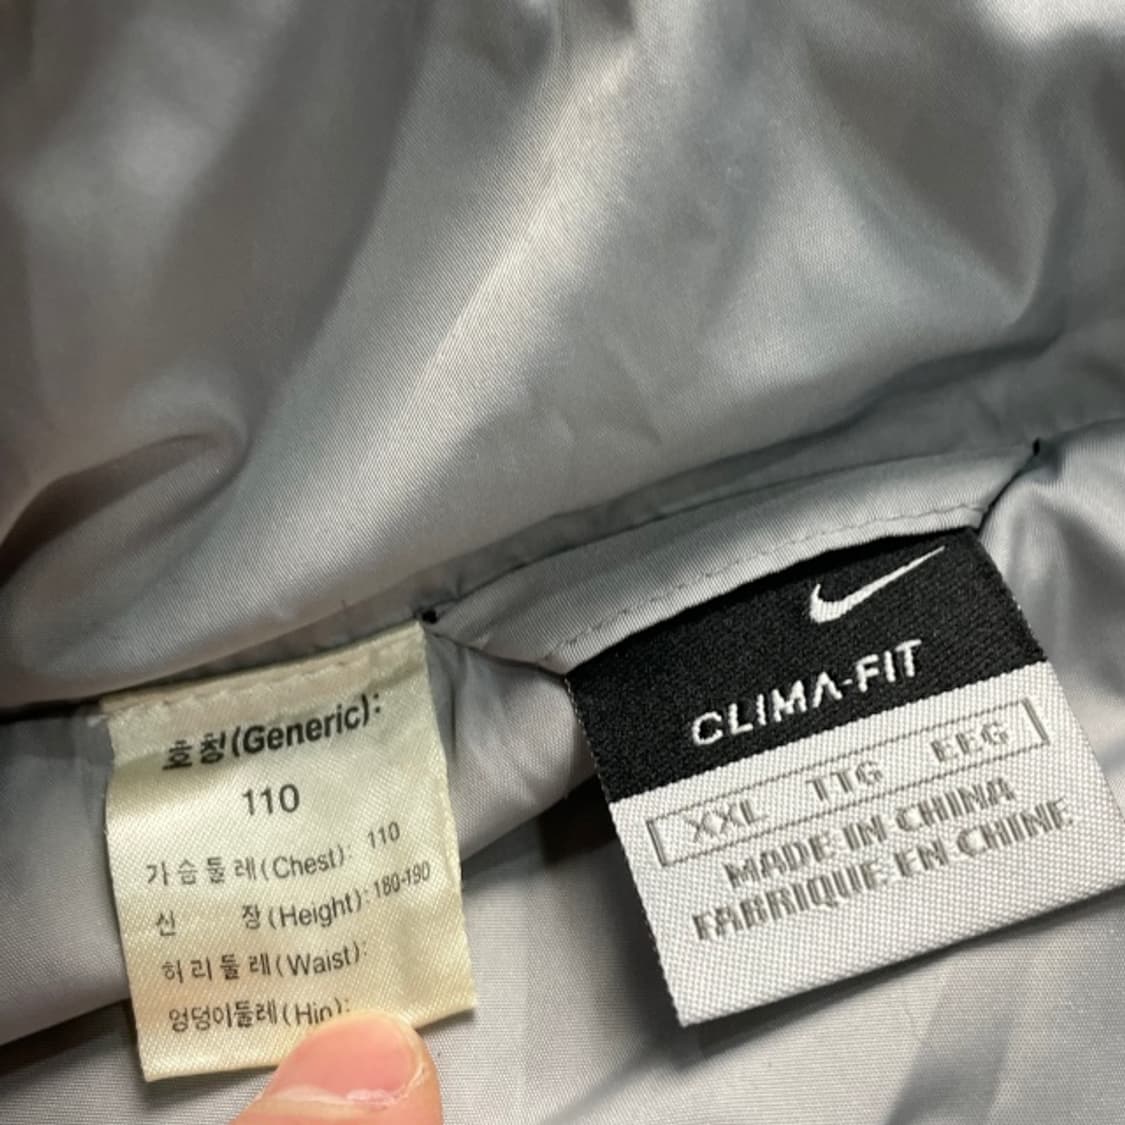 호칭(Generic):
110
가슴둘레(Chest): 110
신 장(Height): 180-190
허리둘레(Waist):
엉덩이둘레(Hip):
CLIMA-FIT
XXL TTG EEG
MADE IN CHINA
FABRIQUE EN CHINE